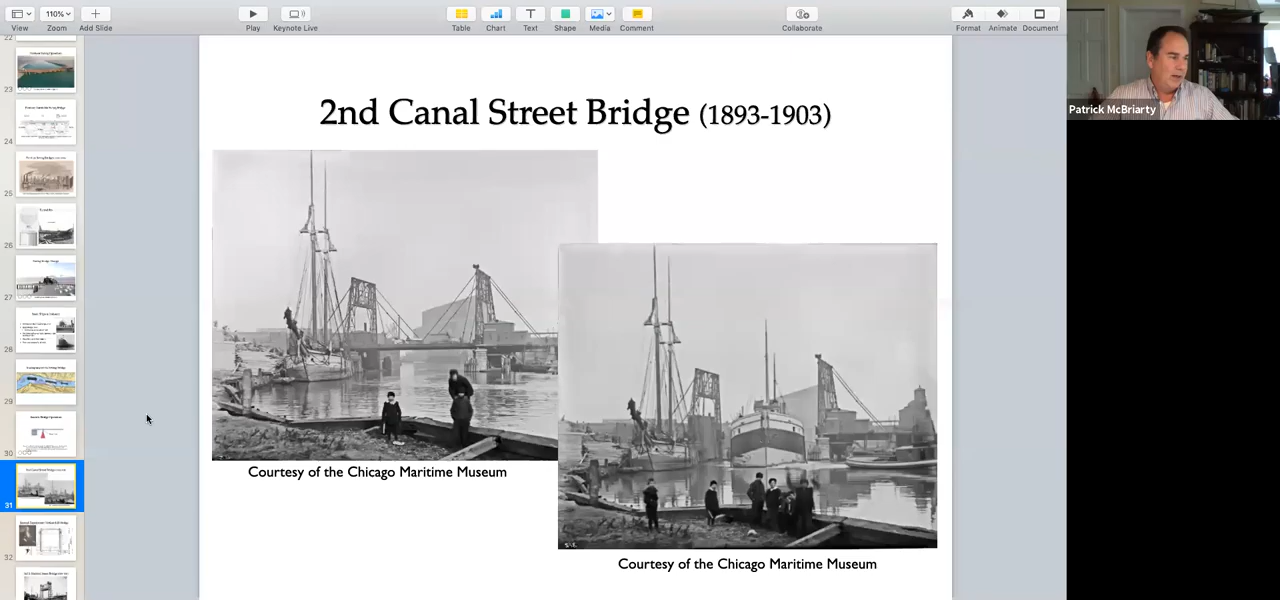 110%
View
Zoom
Add Slide
Play
Keynote Live
Table
Chart
Text
Shape
Media
Comment
Collaborate
Format
Animate
Document
Patrick McBriarty
22
23
24
25
26
27
28
29
30
31
32
2nd Canal Street Bridge (1893-1903)
Courtesy of the Chicago Maritime Museum
Courtesy of the Chicago Maritime Museum